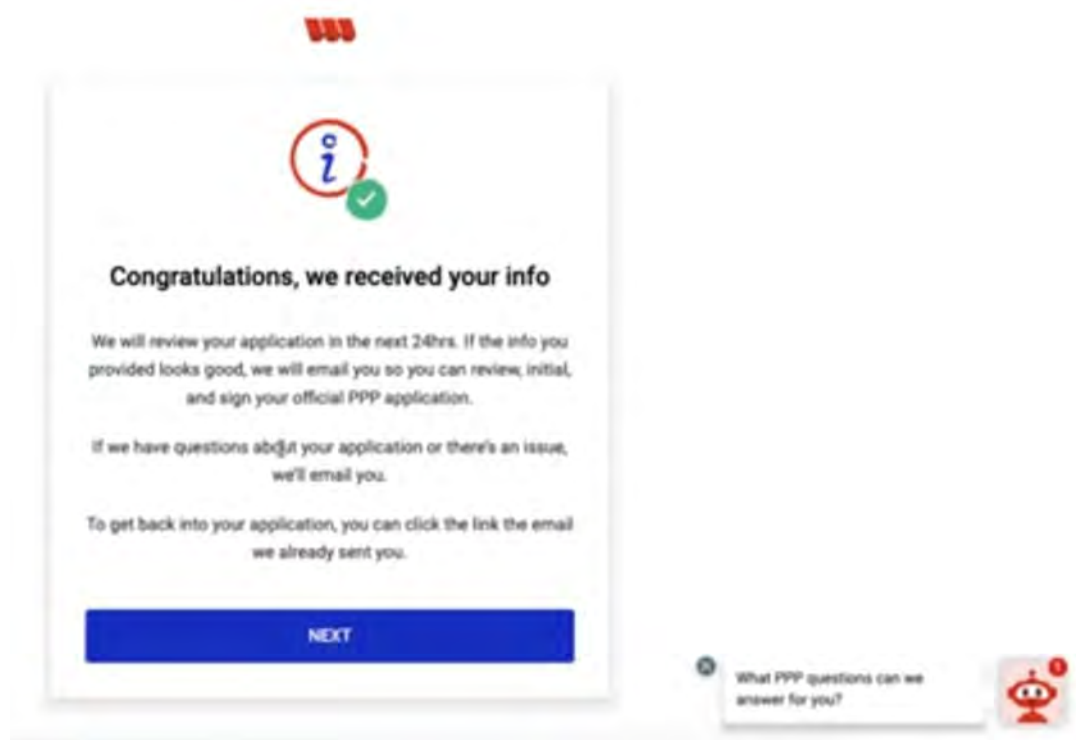 Congratulations, we received your info
We will review your application in the next 24hrs. If the info you
provided looks good, we will email you so you can review, initial,
and sign your official PPP application.
If we have questions about your application or there's an issue,
we'll email you.
To get back into your application, you can click the link the email
we already sent you.
NEXT
What PPP questions can we
answer for you?
1